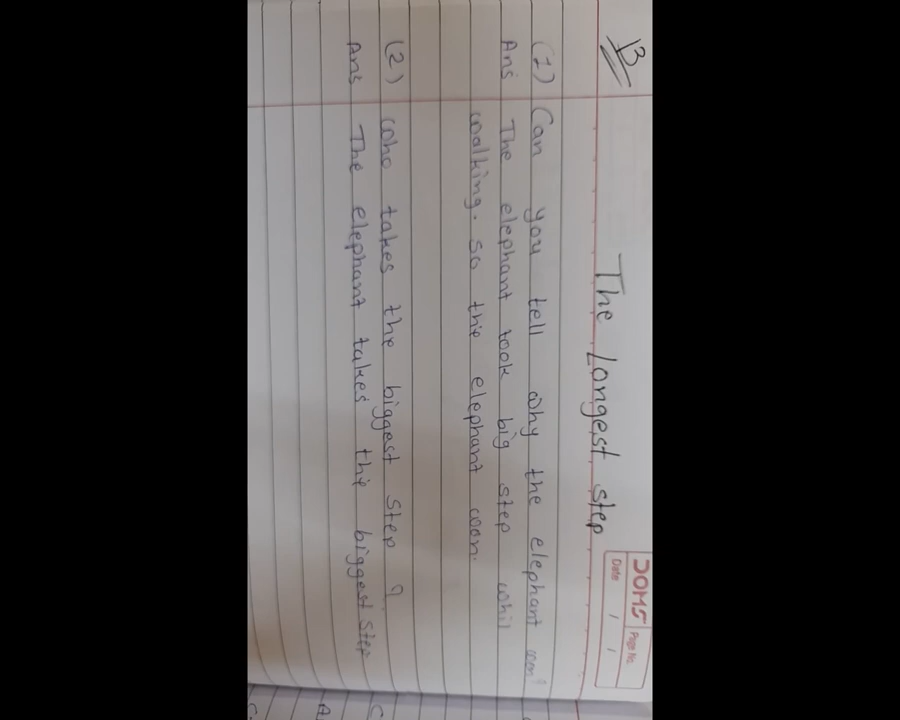 DOMS
Page No.
Date / /
B
The Longest step
(1) Can you tell why the elephant won?
Ans The elephant took big step whil
walking. so the elephant won.
(2) who takes the biggest step ?
Ans The elephant takes the biggest step